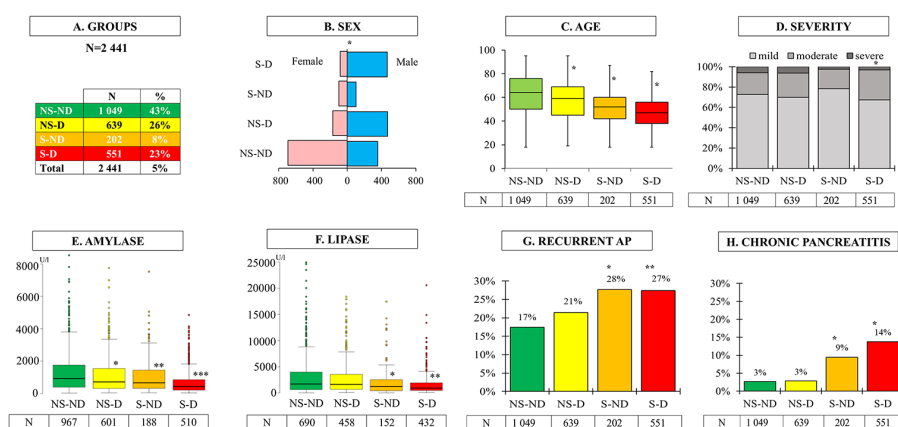 A. GROUPS
N=2 441
N %
NS-ND 1 049 43%
NS-D 639 26%
S-ND 202 8%
S-D 551 23%
Total 2 441 5%
B. SEX
*
Female Male
S-D
S-ND
NS-D
NS-ND
800 400 0 400 800
C. AGE
100
80
60
40
20
0
* * *
NS-ND NS-D S-ND S-D
N 1 049 639 202 551
D. SEVERITY
mild moderate severe
*
100%
80%
60%
40%
20%
0%
NS-ND NS-D S-ND S-D
N 1 049 639 202 551
E. AMYLASE
U/l
8000
6000
4000
2000
0
* ** ***
NS-ND NS-D S-ND S-D
N 967 601 188 510
F. LIPASE
U/l
25000
20000
15000
10000
5000
0
* **
NS-ND NS-D S-ND S-D
N 690 458 152 432
G. RECURRENT AP
30%
25%
20%
15%
10%
5%
0%
* **
17% 21% 28% 27%
NS-ND NS-D S-ND S-D
N 1 049 639 202 551
H. CHRONIC PANCREATITIS
30%
25%
20%
15%
10%
5%
0%
* *
3% 3% 9% 14%
NS-ND NS-D S-ND S-D
N 1 049 639 202 551